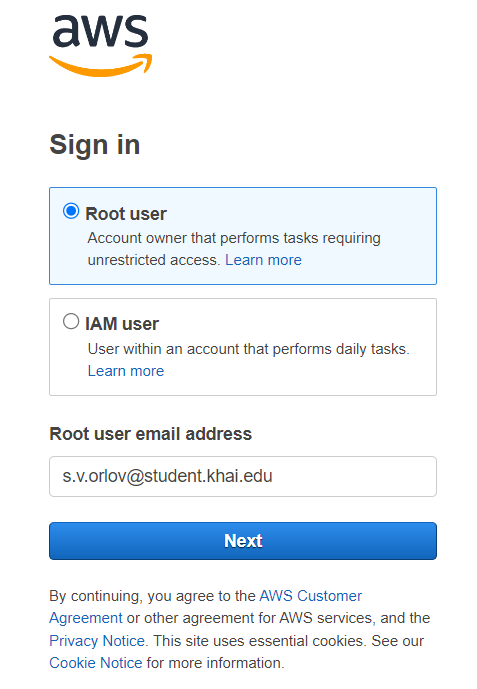 aws
Sign in
Root user
Account owner that performs tasks requiring
unrestricted access. Learn more
IAM user
User within an account that performs daily tasks.
Learn more
Root user email address
s.v.orlov@student.khai.edu
Next
By continuing, you agree to the AWS Customer
Agreement or other agreement for AWS services, and the
Privacy Notice. This site uses essential cookies. See our
Cookie Notice for more information.